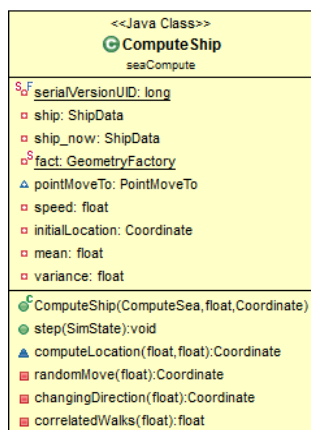 <<Java Class>>
C ComputeShip
seaCompute
S F serialVersionUID: long
ship: ShipData
ship_now: ShipData
S fact: GeometryFactory
pointMoveTo: PointMoveTo
speed: float
initialLocation: Coordinate
mean: float
variance: float
C ComputeShip(ComputeSea,float,Coordinate)
step(SimState):void
computeLocation(float,float):Coordinate
randomMove(float):Coordinate
changingDirection(float):Coordinate
correlatedWalks(float):float